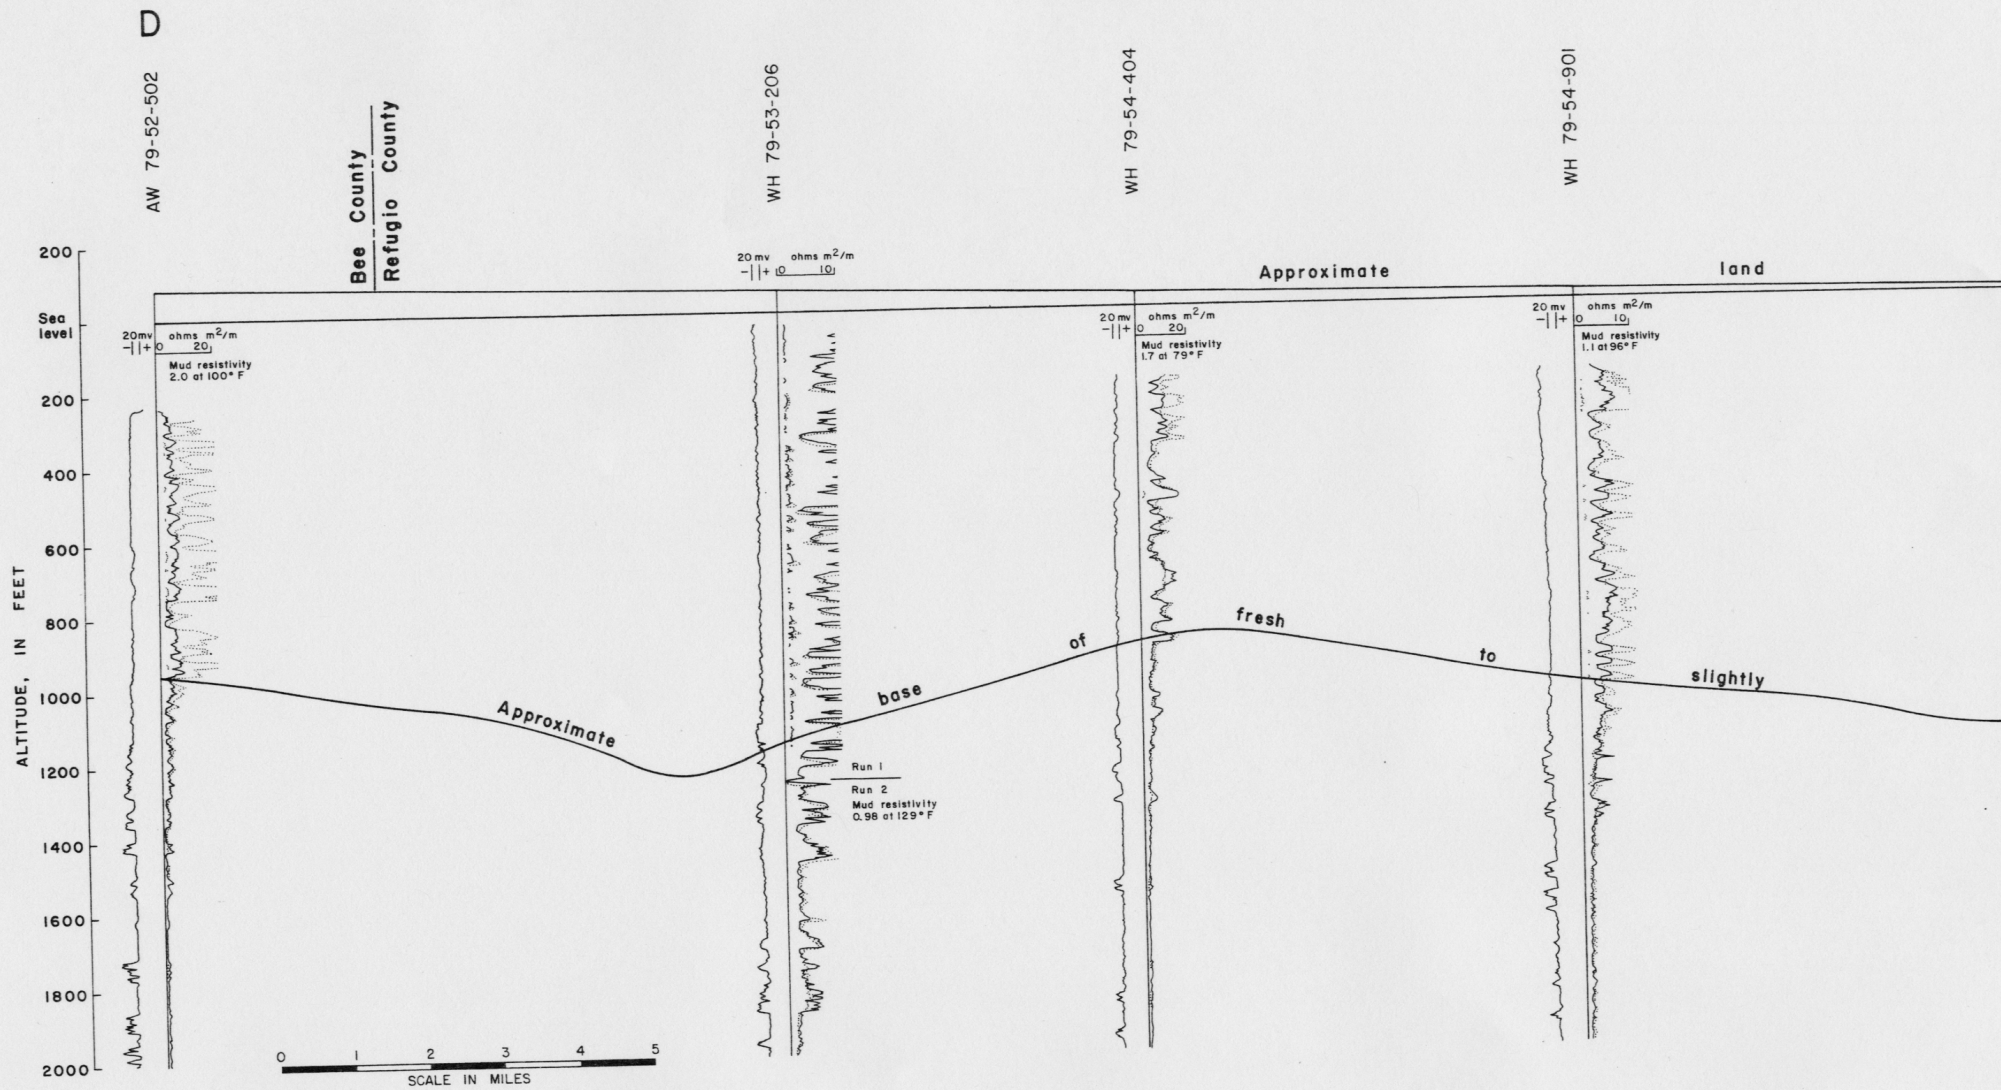 D
AW 79-52-502
Bee County
Refugio County
WH 79-53-206
WH 79-54-404
WH 79-54-901
200
Sea
level
200
400
600
800
1000
1200
1400
1600
1800
2000
ALTITUDE, IN FEET
20mv ohms m²/m
-||+ 0 20
Mud resistivity
2.0 at 100° F
20 mv ohms m²/m
-||+ 0 10
20mv ohms m²/m
-||+ 0 20
Mud resistivity
1.7 at 79° F
20 mv ohms m²/m
-||+ 0 10
Mud resistivity
1.1 at 96° F
Approximate land
Approximate base of fresh to slightly
Run 1
Run 2
Mud resistivity
0.98 at 129° F
0 1 2 3 4 5
SCALE IN MILES